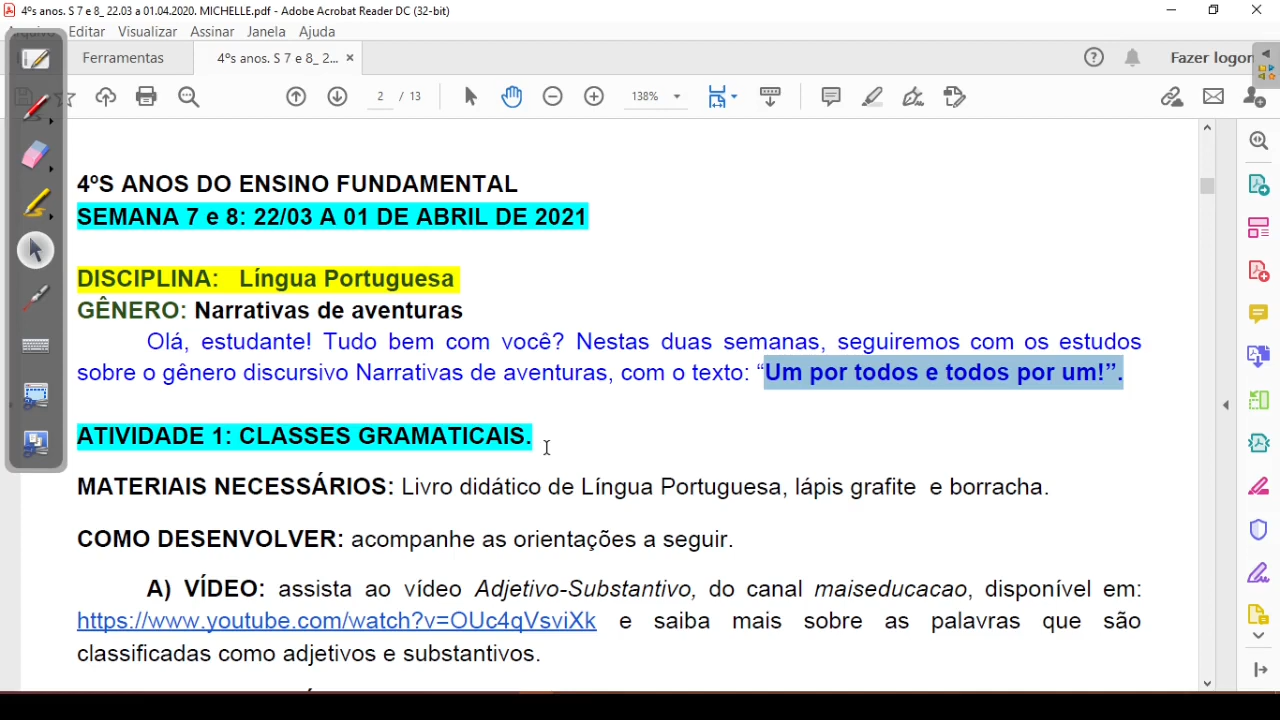 4ºs anos. S 7 e 8_ 22.03 a 01.04.2020. MICHELLE.pdf - Adobe Acrobat Reader DC (32-bit)
Arquivo Editar Visualizar Assinar Janela Ajuda
Ferramentas
4ºs anos. S 7 e 8_ 2... ×
Fazer logon
2 / 13
138%
4ºS ANOS DO ENSINO FUNDAMENTAL
SEMANA 7 e 8: 22/03 A 01 DE ABRIL DE 2021
DISCIPLINA: Língua Portuguesa
GÊNERO: Narrativas de aventuras
Olá, estudante! Tudo bem com você? Nestas duas semanas, seguiremos com os estudos
sobre o gênero discursivo Narrativas de aventuras, com o texto: “Um por todos e todos por um!”.
ATIVIDADE 1: CLASSES GRAMATICAIS.
MATERIAIS NECESSÁRIOS: Livro didático de Língua Portuguesa, lápis grafite e borracha.
COMO DESENVOLVER: acompanhe as orientações a seguir.
A) VÍDEO: assista ao vídeo Adjetivo-Substantivo, do canal maiseducacao, disponível em:
https://www.youtube.com/watch?v=OUc4qVsviXk e saiba mais sobre as palavras que são
classificadas como adjetivos e substantivos.